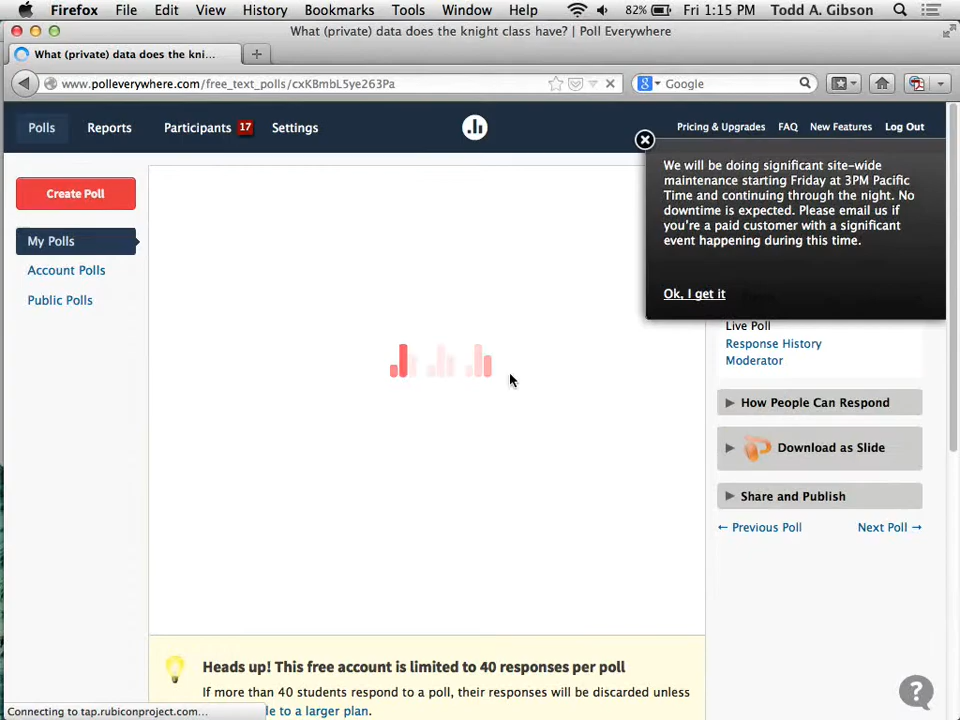 Firefox File Edit View History Bookmarks Tools Window Help 82% Fri 1:15 PM Todd A. Gibson
What (private) data does the knight class have? | Poll Everywhere
What (private) data does the kni...
www.polleverywhere.com/free_text_polls/cxKBmbL5ye263Pa
Google
Polls Reports Participants 17 Settings
Pricing & Upgrades FAQ New Features Log Out
We will be doing significant site-wide
maintenance starting Friday at 3PM Pacific
Time and continuing through the night. No
downtime is expected. Please email us if
you're a paid customer with a significant
event happening during this time.
Ok, I get it
Create Poll
My Polls
Account Polls
Public Polls
Live Poll
Response History
Moderator
How People Can Respond
Download as Slide
Share and Publish
← Previous Poll Next Poll →
Heads up! This free account is limited to 40 responses per poll
If more than 40 students respond to a poll, their responses will be discarded unless
le to a larger plan.
Connecting to tap.rubiconproject.com...